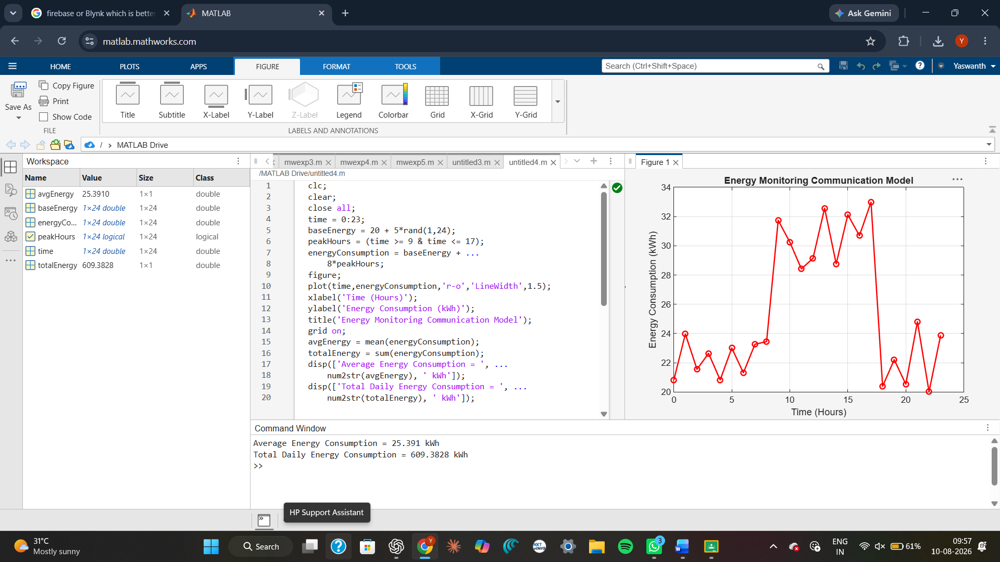 firebase or Blynk which is bette
MATLAB
Ask Gemini
matlab.mathworks.com
Y
HOME
PLOTS
APPS
FIGURE
FORMAT
TOOLS
Search (Ctrl+Shift+Space)
Yaswanth
Save As
Copy Figure
Print
Show Code
FILE
Title
Subtitle
X-Label
Y-Label
Z-Label
Legend
Colorbar
Grid
X-Grid
Y-Grid
LABELS AND ANNOTATIONS
/ › MATLAB Drive
Workspace
Name Value Size Class
avgEnergy 25.3910 1×1 double
baseEnergy 1×24 double 1×24 double
energyCo... 1×24 double 1×24 double
peakHours 1×24 logical 1×24 logical
time 1×24 double 1×24 double
totalEnergy 609.3828 1×1 double
mwexp3.m
mwexp4.m
mwexp5.m
untitled3.m
untitled4.m
/MATLAB Drive/untitled4.m
1 clc;
2 clear;
3 close all;
4 time = 0:23;
5 baseEnergy = 20 + 5*rand(1,24);
6 peakHours = (time >= 9 & time <= 17);
7 energyConsumption = baseEnergy + ...
8 8*peakHours;
9 figure;
10 plot(time,energyConsumption,'r-o','LineWidth',1.5);
11 xlabel('Time (Hours)');
12 ylabel('Energy Consumption (kWh)');
13 title('Energy Monitoring Communication Model');
14 grid on;
15 avgEnergy = mean(energyConsumption);
16 totalEnergy = sum(energyConsumption);
17 disp(['Average Energy Consumption = ', ...
18 num2str(avgEnergy), ' kWh']);
19 disp(['Total Daily Energy Consumption = ', ...
20 num2str(totalEnergy), ' kWh']);
Figure 1
Energy Monitoring Communication Model
34
32
30
28
26
24
22
20
Energy Consumption (kWh)
0 5 10 15 20 25
Time (Hours)
Command Window
Average Energy Consumption = 25.391 kWh
Total Daily Energy Consumption = 609.3828 kWh
>>
HP Support Assistant
31°C
Mostly sunny
Search
Y
NXT
WAVE
3
W
ENG
IN
61%
09:57
10-08-2026